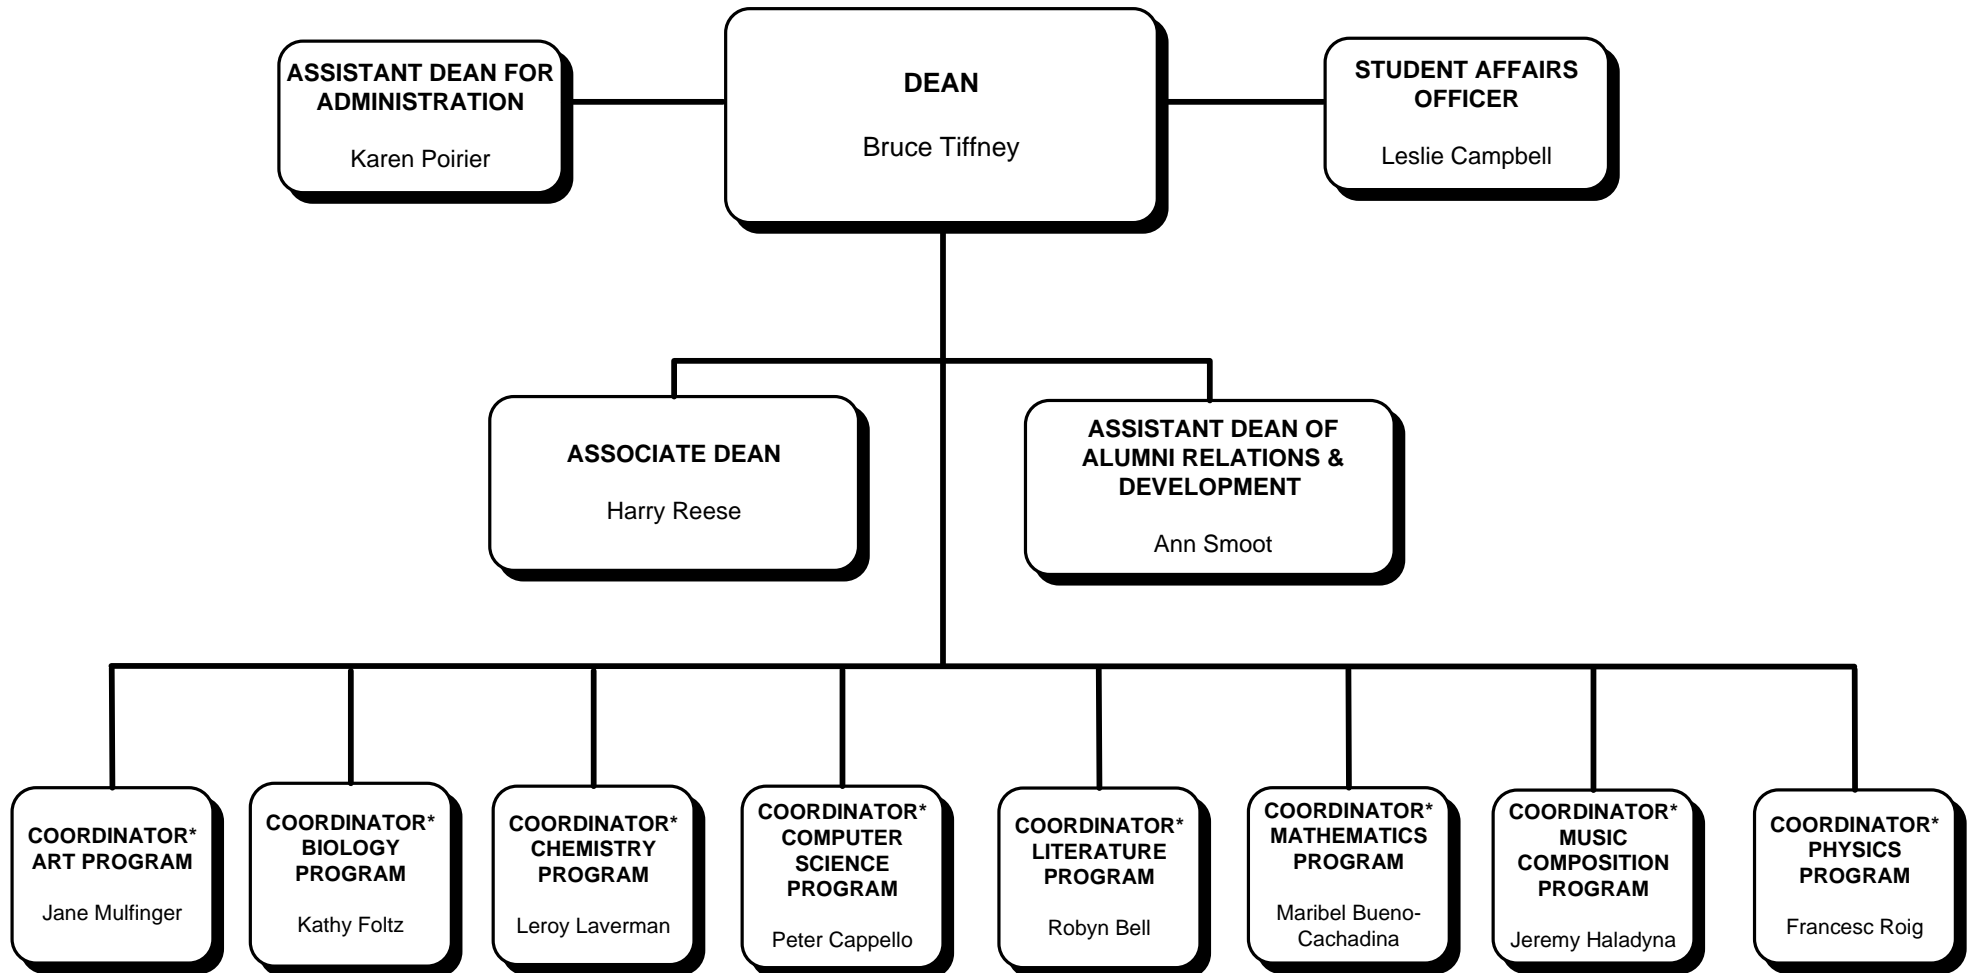 ASSISTANT DEAN FOR
ADMINISTRATION
Karen Poirier
DEAN
Bruce Tiffney
STUDENT AFFAIRS
OFFICER
Leslie Campbell
ASSOCIATE DEAN
Harry Reese
ASSISTANT DEAN OF
ALUMNI RELATIONS &
DEVELOPMENT
Ann Smoot
COORDINATOR*
ART PROGRAM
Jane Mulfinger
COORDINATOR*
BIOLOGY
PROGRAM
Kathy Foltz
COORDINATOR*
CHEMISTRY
PROGRAM
Leroy Laverman
COORDINATOR*
COMPUTER
SCIENCE
PROGRAM
Peter Cappello
COORDINATOR*
LITERATURE
PROGRAM
Robyn Bell
COORDINATOR*
MATHEMATICS
PROGRAM
Maribel Bueno-
Cachadina
COORDINATOR*
MUSIC
COMPOSITION
PROGRAM
Jeremy Haladyna
COORDINATOR*
PHYSICS
PROGRAM
Francesc Roig